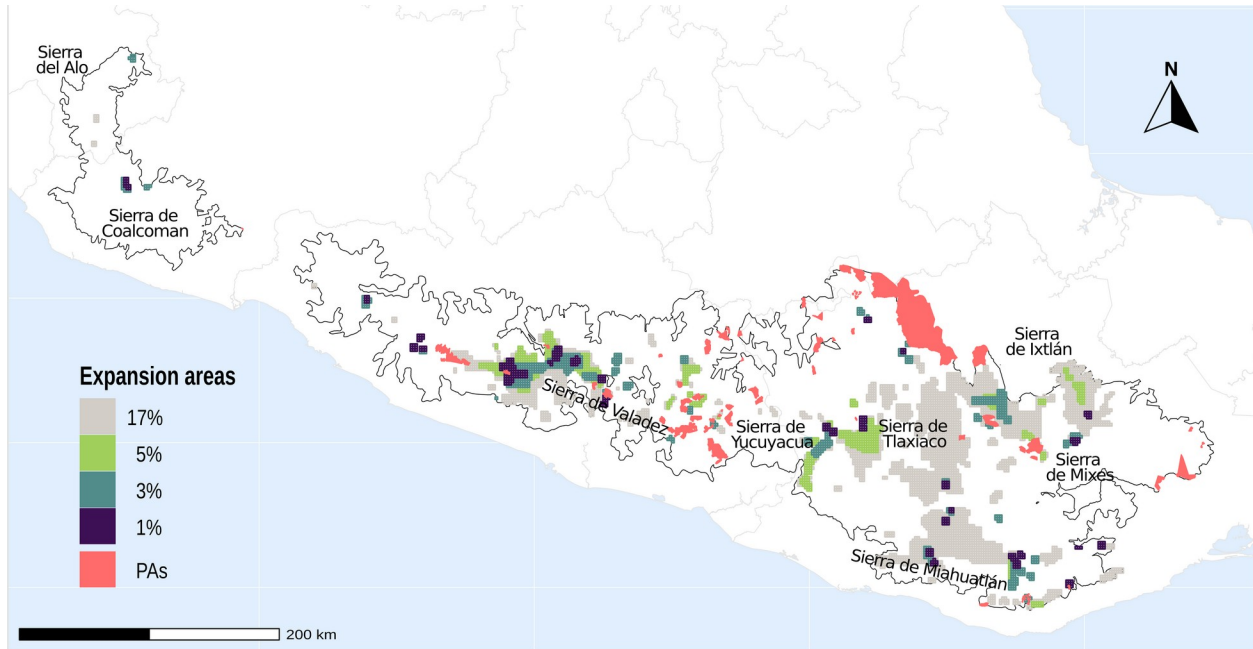 Sierra
del Alo
N
Sierra de
Coalcoman
Sierra
de Ixtlán
Expansion areas
17%
5%
3%
1%
PAs
Sierra de Valadez
Sierra de
Yucuyacua
Sierra de
Tlaxiaco
Sierra
de Mixes
Sierra de Miahuatlán
200 km